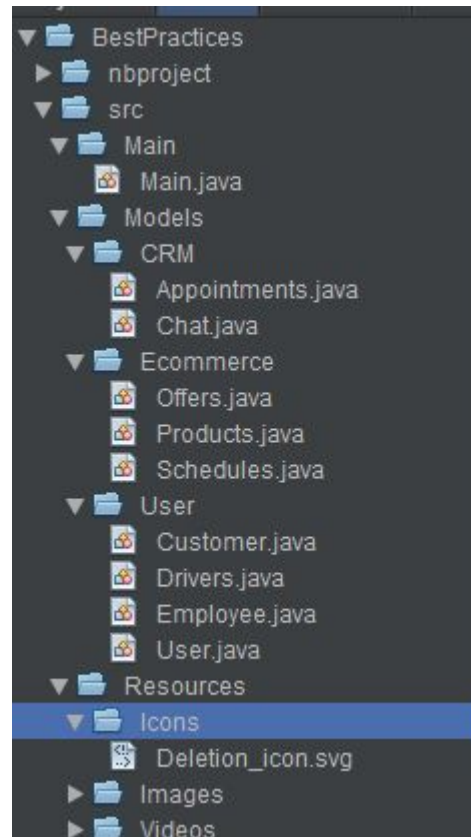 BestPractices
nbproject
src
Main
Main.java
Models
CRM
Appointments.java
Chat.java
Ecommerce
Offers.java
Products.java
Schedules.java
User
Customer.java
Drivers.java
Employee.java
User.java
Resources
Icons
Deletion_icon.svg
Images
Videos